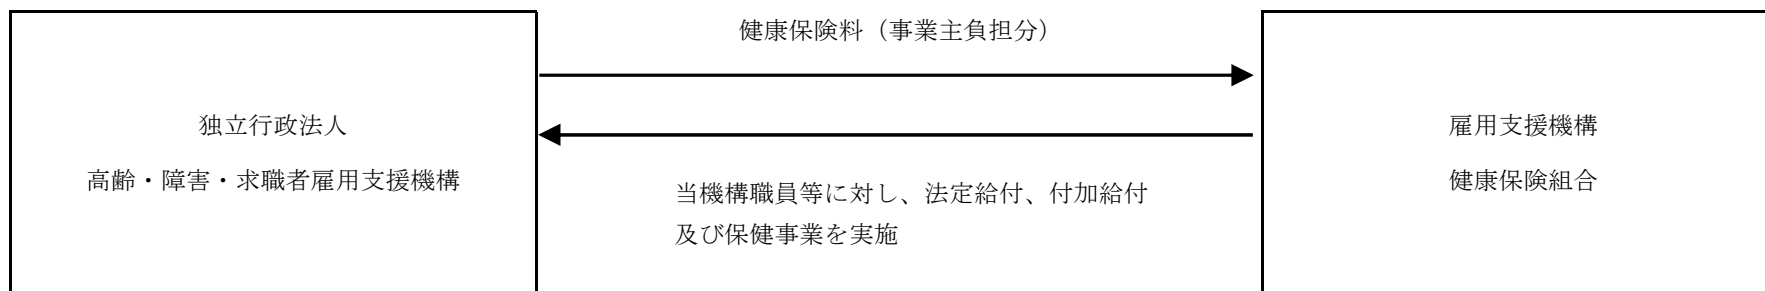 健康保険料（事業主負担分）
独立行政法人
高齢・障害・求職者雇用支援機構
当機構職員等に対し、法定給付、付加給付
及び保健事業を実施
雇用支援機構
健康保険組合